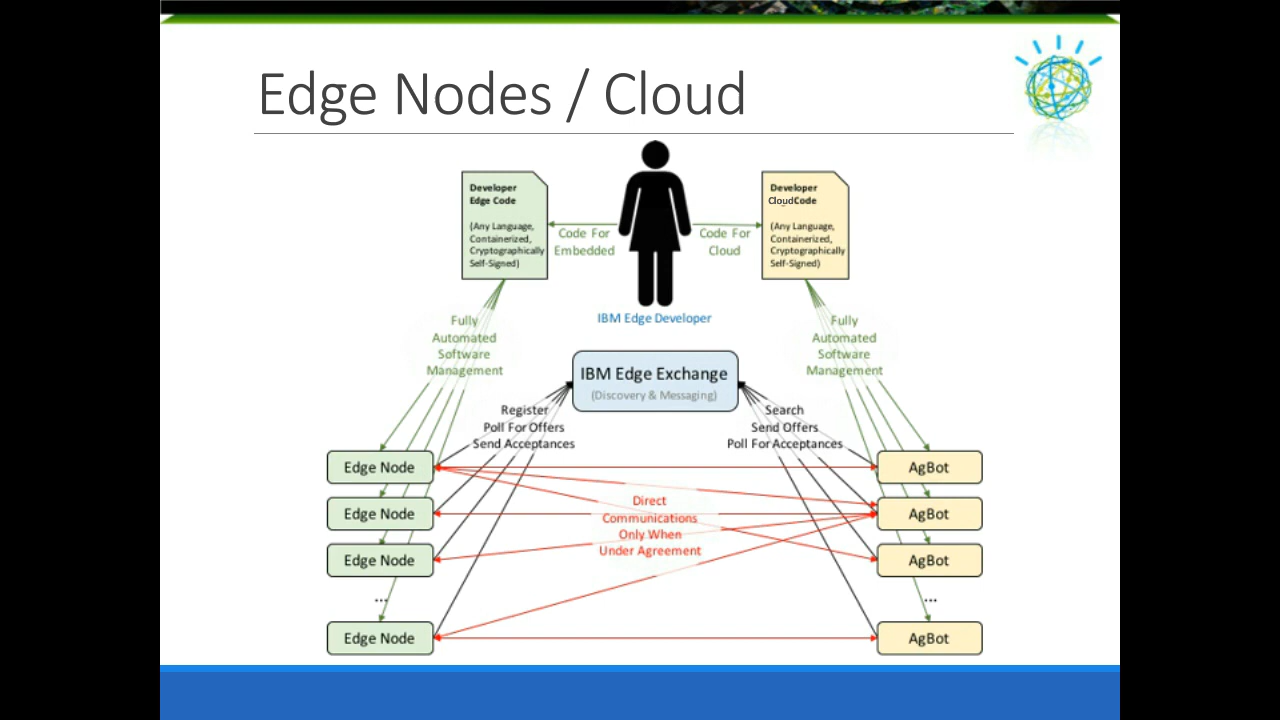 Edge Nodes / Cloud
Developer
Edge Code
(Any Language,
Containerized,
Cryptographically
Self-Signed)
Code For
Embedded
Code For
Cloud
Developer
CloudCode
(Any Language,
Containerized,
Cryptographically
Self-Signed)
IBM Edge Developer
Fully
Automated
Software
Management
Fully
Automated
Software
Management
IBM Edge Exchange
(Discovery & Messaging)
Register
Poll For Offers
Send Acceptances
Search
Send Offers
Poll For Acceptances
Edge Node
AgBot
Edge Node
AgBot
Direct
Communications
Only When
Under Agreement
Edge Node
AgBot
...
...
Edge Node
AgBot